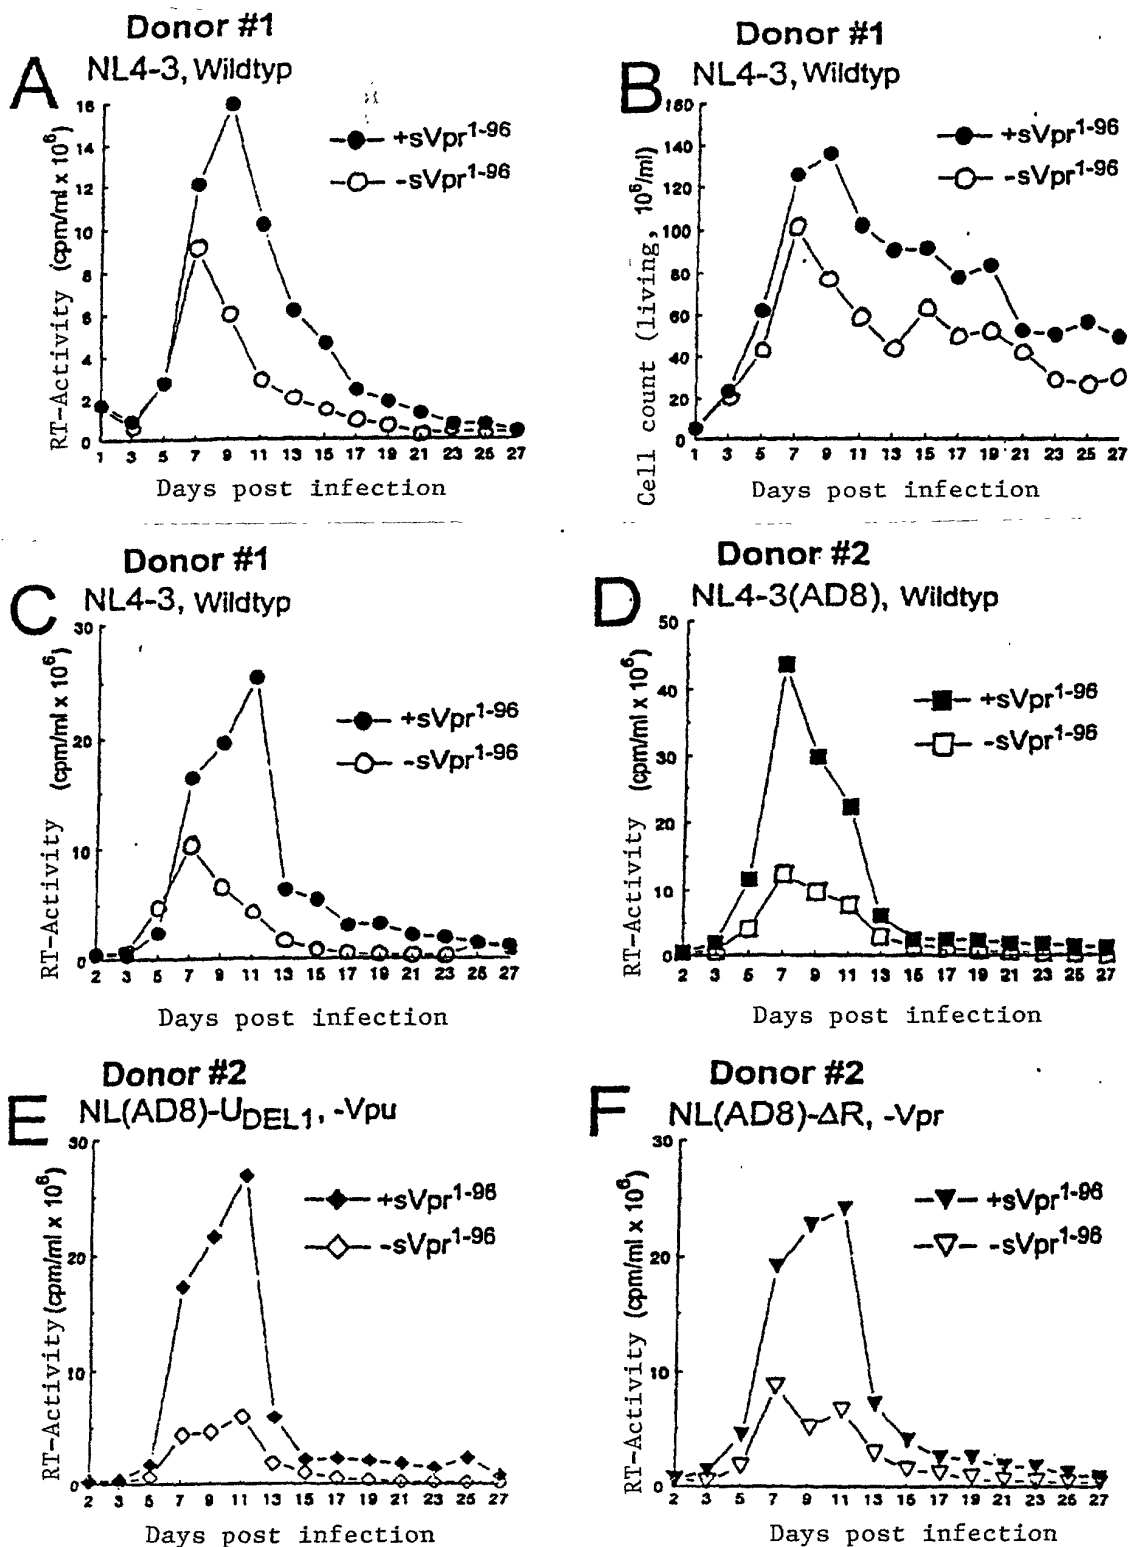 Donor #1
A NL4-3, Wildtyp
RT-Activity (cpm/ml x 10⁶)
16
14
12
10
8
6
4
2
0
+sVpr¹⁻⁹⁶
-sVpr¹⁻⁹⁶
1 3 5 7 9 11 13 15 17 19 21 23 25 27
Days post infection
Donor #1
B NL4-3, Wildtyp
Cell count (living, 10⁶/ml)
160
140
120
100
80
60
40
20
0
+sVpr¹⁻⁹⁶
-sVpr¹⁻⁹⁶
1 3 5 7 9 11 13 15 17 19 21 23 25 27
Days post infection
Donor #1
C NL4-3, Wildtyp
RT-Activity (cpm/ml x 10⁶)
30
20
10
0
+sVpr¹⁻⁹⁶
-sVpr¹⁻⁹⁶
2 3 5 7 9 11 13 15 17 19 21 23 25 27
Days post infection
Donor #2
D NL4-3(AD8), Wildtyp
RT-Activity (cpm/ml x 10⁶)
50
40
30
20
10
0
+sVpr¹⁻⁹⁶
-sVpr¹⁻⁹⁶
2 3 5 7 9 11 13 15 17 19 21 23 25 27
Days post infection
Donor #2
E NL(AD8)-U_DEL1, -Vpu
RT-Activity (cpm/ml x 10⁶)
30
20
10
0
+sVpr¹⁻⁹⁶
-sVpr¹⁻⁹⁶
2 3 5 7 9 11 13 15 17 19 21 23 25 27
Days post infection
Donor #2
F NL(AD8)-ΔR, -Vpr
RT-Activity (cpm/ml x 10⁶)
30
20
10
0
+sVpr¹⁻⁹⁶
-sVpr¹⁻⁹⁶
2 3 5 7 9 11 13 15 17 19 21 23 25 27
Days post infection